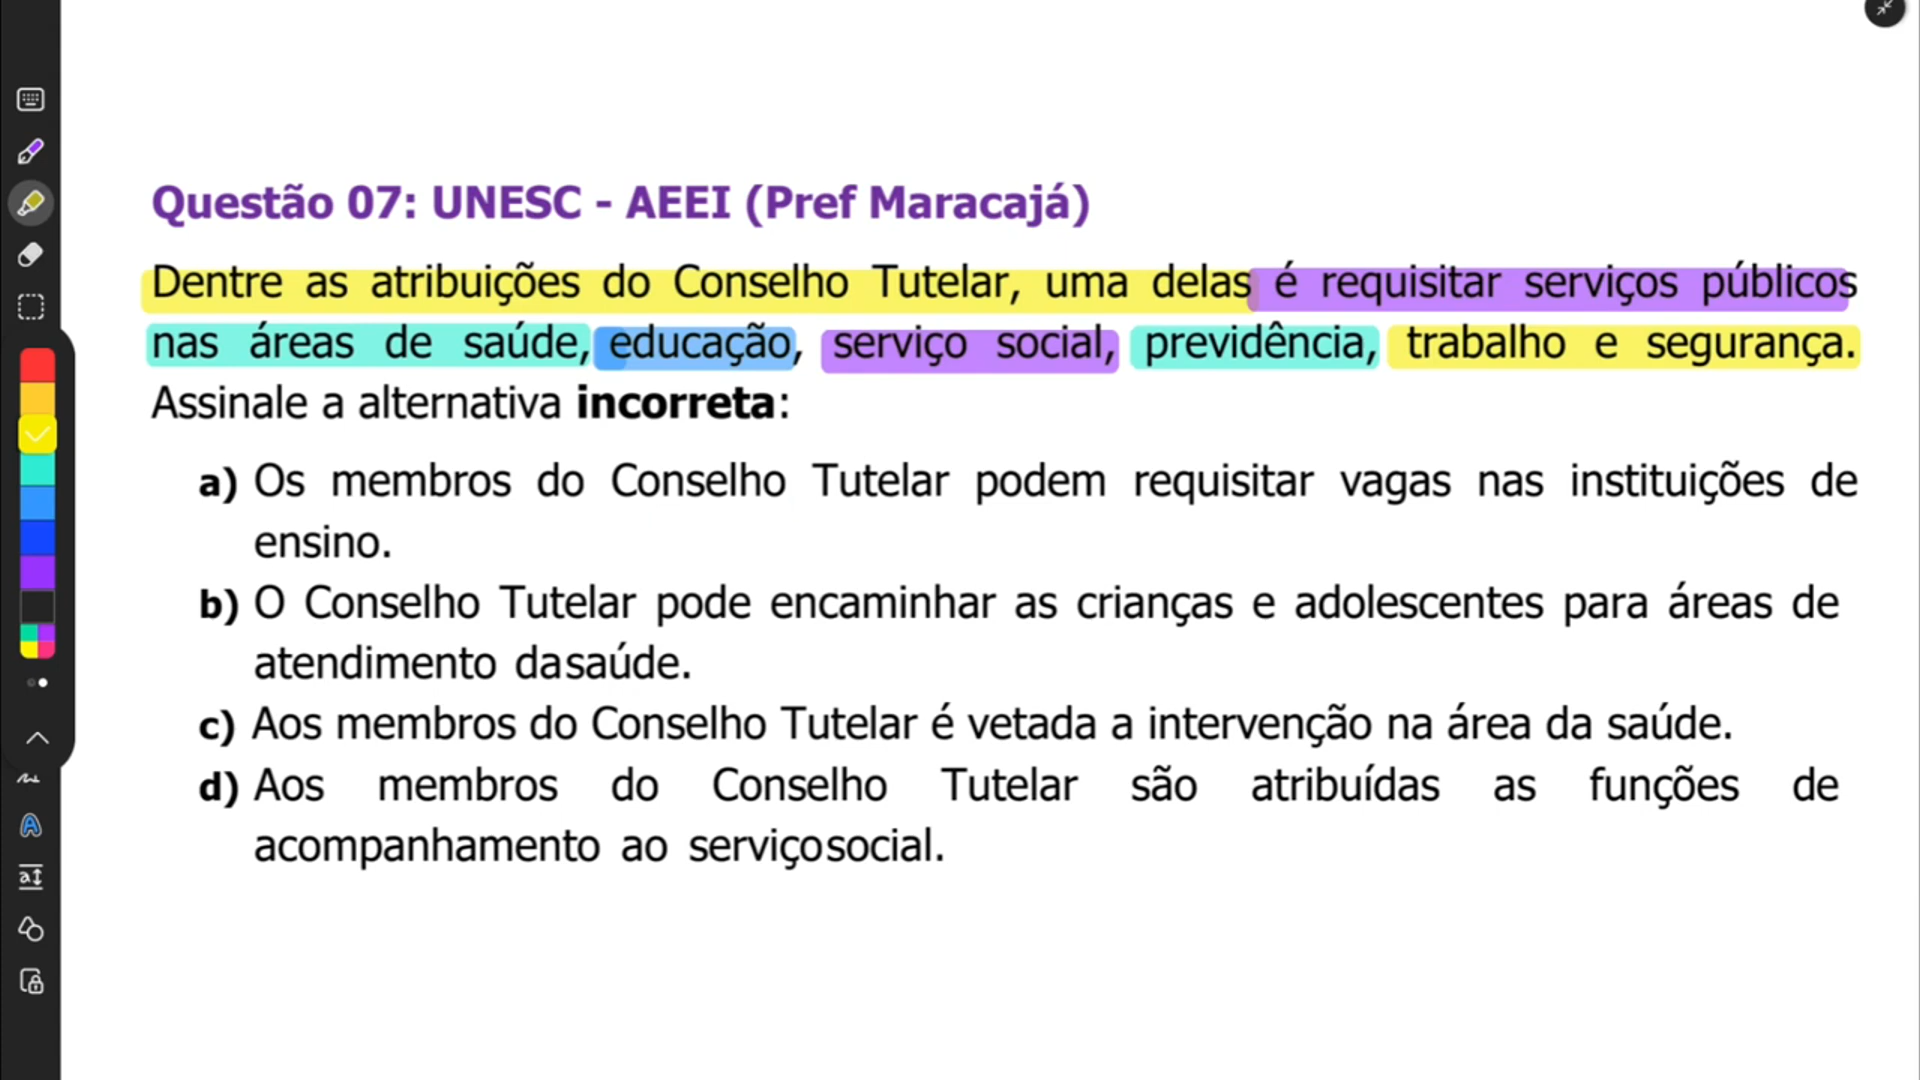 Questão 07: UNESC - AEEI (Pref Maracajá)
Dentre as atribuições do Conselho Tutelar, uma delas é requisitar serviços públicos
nas áreas de saúde, educação, serviço social, previdência, trabalho e segurança.
Assinale a alternativa incorreta:
a) Os membros do Conselho Tutelar podem requisitar vagas nas instituições de
ensino.
b) O Conselho Tutelar pode encaminhar as crianças e adolescentes para áreas de
atendimento dasaúde.
c) Aos membros do Conselho Tutelar é vetada a intervenção na área da saúde.
d) Aos membros do Conselho Tutelar são atribuídas as funções de
acompanhamento ao serviçosocial.